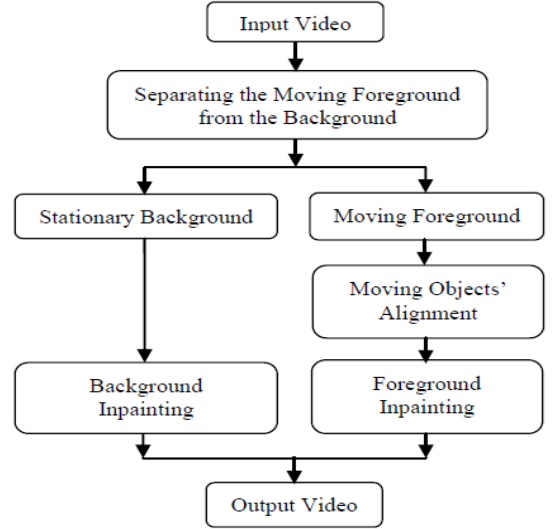 Input Video
Separating the Moving Foreground
from the Background
Stationary Background
Moving Foreground
Moving Objects’
Alignment
Background
Inpainting
Foreground
Inpainting
Output Video